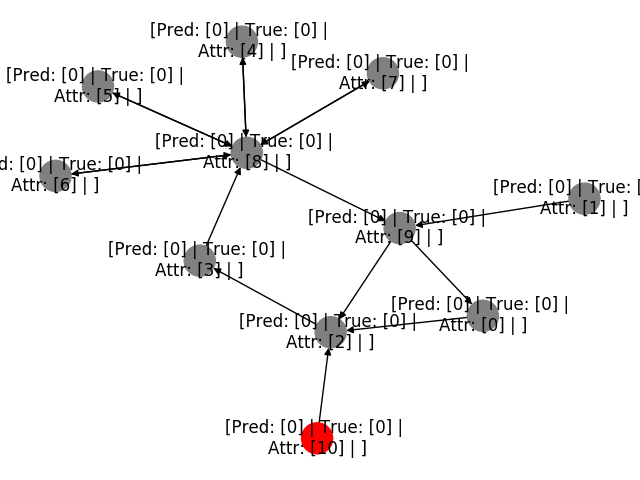 [Pred: [0] | True: [0] |
Attr: [4] | ]
[Pred: [0] | True: [0] |
Attr: [7] | ]
[Pred: [0] | True: [0] |
Attr: [5] | ]
[Pred: [0] | True: [0] |
Attr: [8] | ]
d: [0] | True: [0] |
Attr: [6] | ]
[Pred: [0] | True: [
Attr: [1] | ]
[Pred: [0] | True: [0] |
Attr: [9] | ]
[Pred: [0] | True: [0] |
Attr: [3] | ]
[Pred: [0] | True: [0] |
Attr: [0] | ]
[Pred: [0] | True: [0] |
Attr: [2] | ]
[Pred: [0] | True: [0] |
Attr: [10] | ]